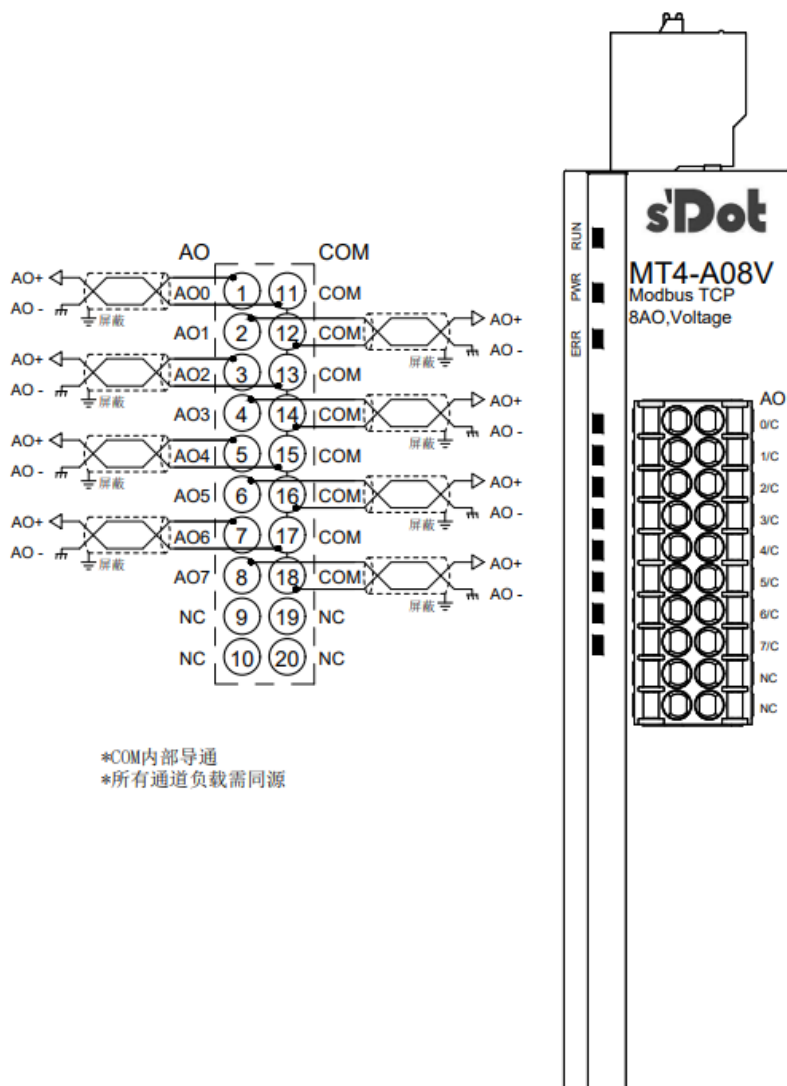 AO COM
AO+
AO -
屏蔽
AO0 1 11 COM
AO1 2 12 COM
AO+
AO -
屏蔽
AO+
AO -
屏蔽
AO2 3 13 COM
AO3 4 14 COM
AO+
AO -
屏蔽
AO+
AO -
屏蔽
AO4 5 15 COM
AO5 6 16 COM
AO+
AO -
屏蔽
AO+
AO -
屏蔽
AO6 7 17 COM
AO7 8 18 COM
AO+
AO -
屏蔽
NC 9 19 NC
NC 10 20 NC
*COM内部导通
*所有通道负载需同源
s'Dot
RUN
PWR
ERR
MT4-A08V
Modbus TCP
8AO,Voltage
AO
0/C
1/C
2/C
3/C
4/C
5/C
6/C
7/C
NC
NC